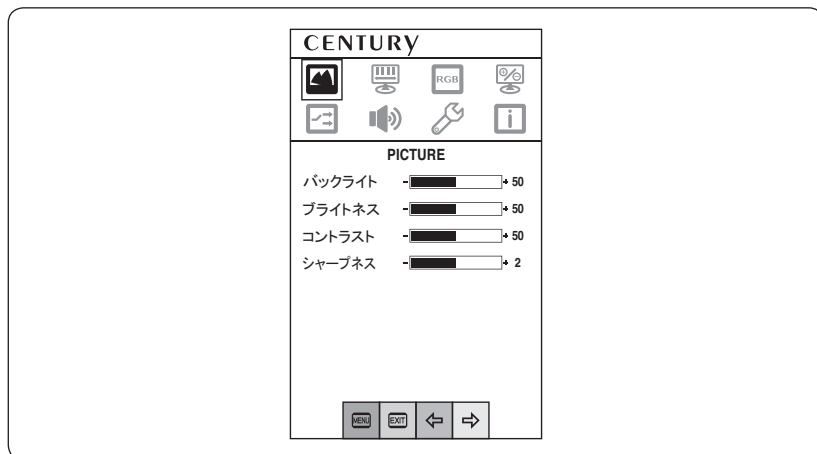 CENTURY
RGB
PICTURE
バックライト - + 50
ブライトネス - + 50
コントラスト - + 50
シャープネス - + 2
MENU EXIT